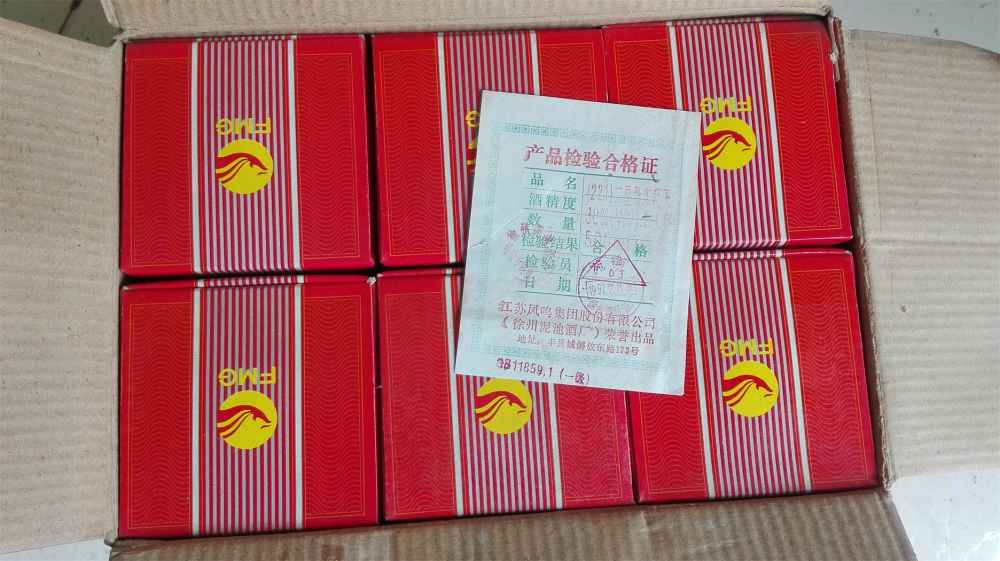 FMG
产品检验合格证
品 名
酒精度
数 量
检验结果 合 格
检验员
日 期
江苏凤鸣集团股份有限公司
(徐州泥池酒厂)荣誉出品
地址:丰县城解放东路173号
GB11859.1(一级)
FMG
FMG